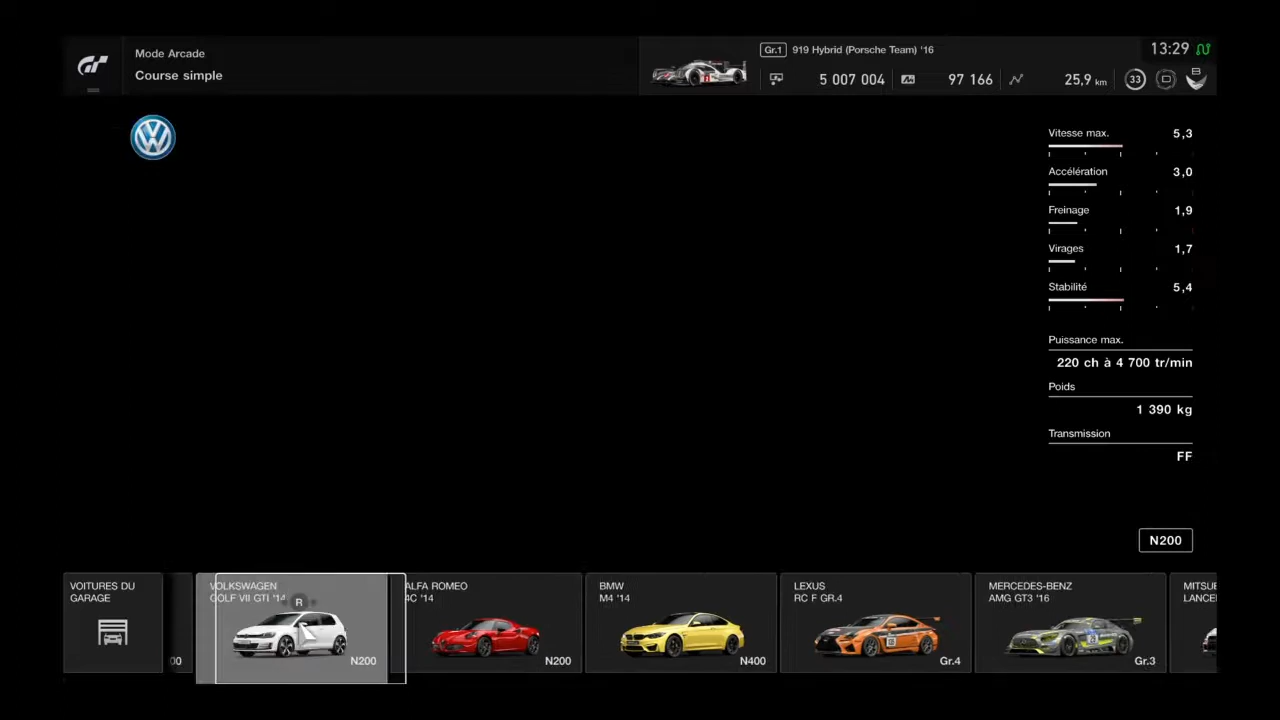 Mode Arcade
Course simple
Gr.1 919 Hybrid (Porsche Team) '16
13:29
5 007 004 97 166 25,9 km 33 B
Vitesse max. 5,3
Accélération 3,0
Freinage 1,9
Virages 1,7
Stabilité 5,4
Puissance max.
220 ch à 4 700 tr/min
Poids
1 390 kg
Transmission
FF
N200
VOITURES DU
GARAGE
00
VOLKSWAGEN
GOLF VII GTI '14
R
N200
ALFA ROMEO
4C '14
N200
BMW
M4 '14
N400
LEXUS
RC F GR.4
Gr.4
MERCEDES-BENZ
AMG GT3 '16
Gr.3
MITSUB
LANCER